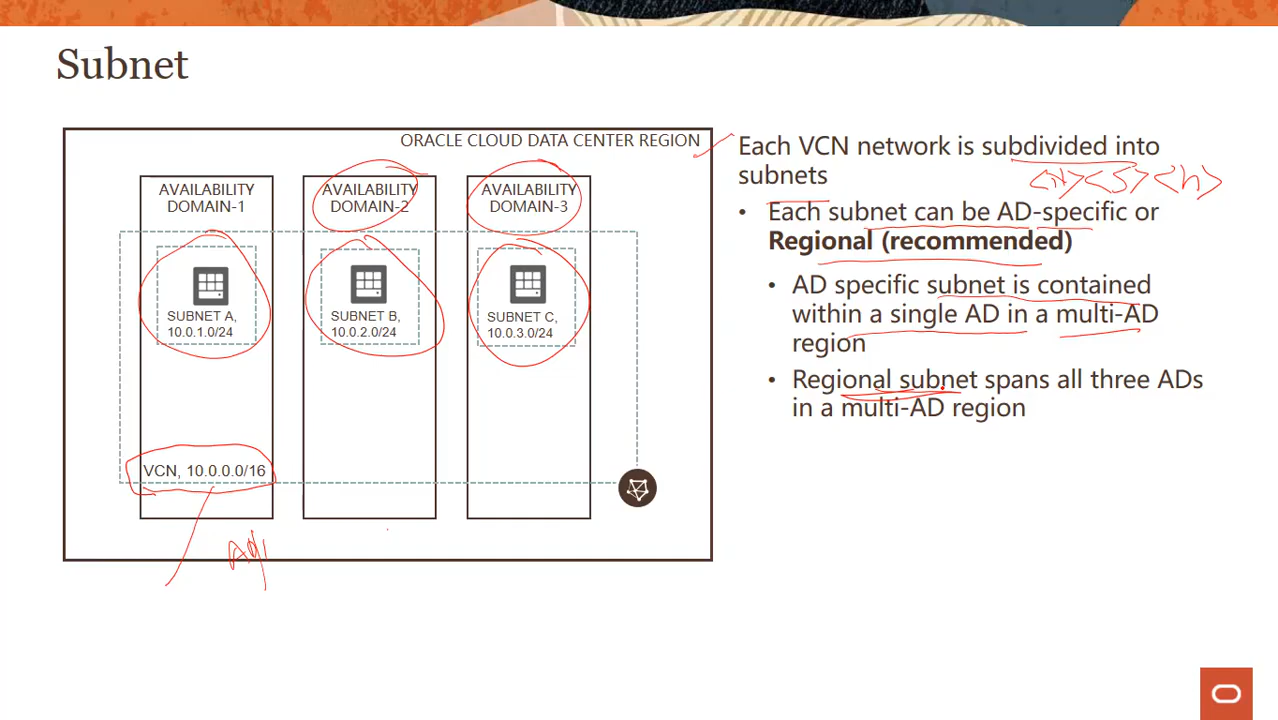 Subnet
ORACLE CLOUD DATA CENTER REGION
AVAILABILITY
DOMAIN-1
AVAILABILITY
DOMAIN-2
AVAILABILITY
DOMAIN-3
SUBNET A,
10.0.1.0/24
SUBNET B,
10.0.2.0/24
SUBNET C,
10.0.3.0/24
VCN, 10.0.0.0/16
Each VCN network is subdivided into
subnets
<n> <s> <h>
• Each subnet can be AD-specific or
Regional (recommended)
• AD specific subnet is contained
within a single AD in a multi-AD
region
• Regional subnet spans all three ADs
in a multi-AD region